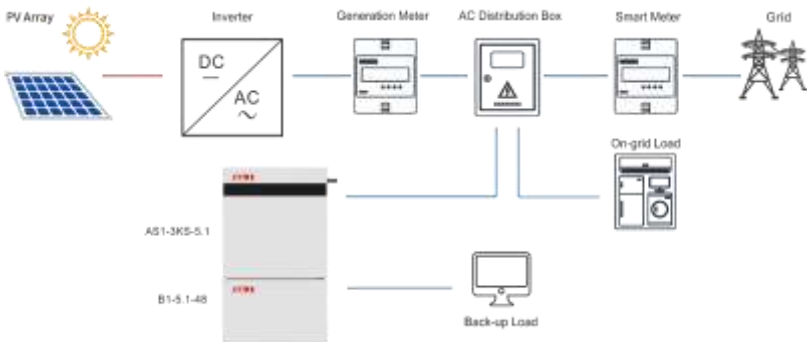 PV Array
Inverter
Generation Meter
AC Distribution Box
Smart Meter
Grid
DC
AC
On-grid Load
AS1-3KS-5.1
B1-5.1-48
Back-up Load